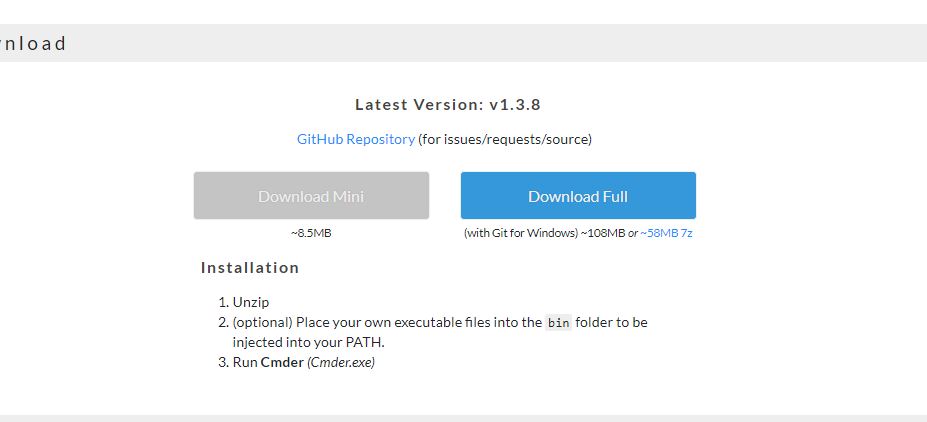 nload
Latest Version: v1.3.8
GitHub Repository (for issues/requests/source)
Download Mini
Download Full
~8.5MB
(with Git for Windows) ~108MB or ~58MB 7z
Installation
1. Unzip
2. (optional) Place your own executable files into the bin folder to be
injected into your PATH.
3. Run Cmder (Cmder.exe)